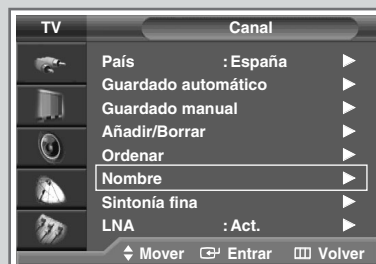 TV Canal
País : España
Guardado automático
Guardado manual
Añadir/Borrar
Ordenar
Nombre
Sintonía fina
LNA : Act.
Mover Entrar Volver